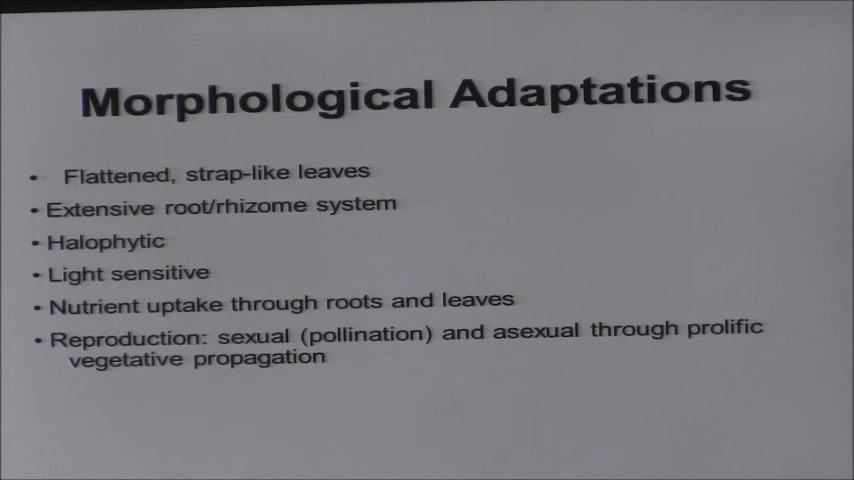 Morphological Adaptations
• Flattened, strap-like leaves
• Extensive root/rhizome system
• Halophytic
• Light sensitive
• Nutrient uptake through roots and leaves
• Reproduction: sexual (pollination) and asexual through prolific
vegetative propagation